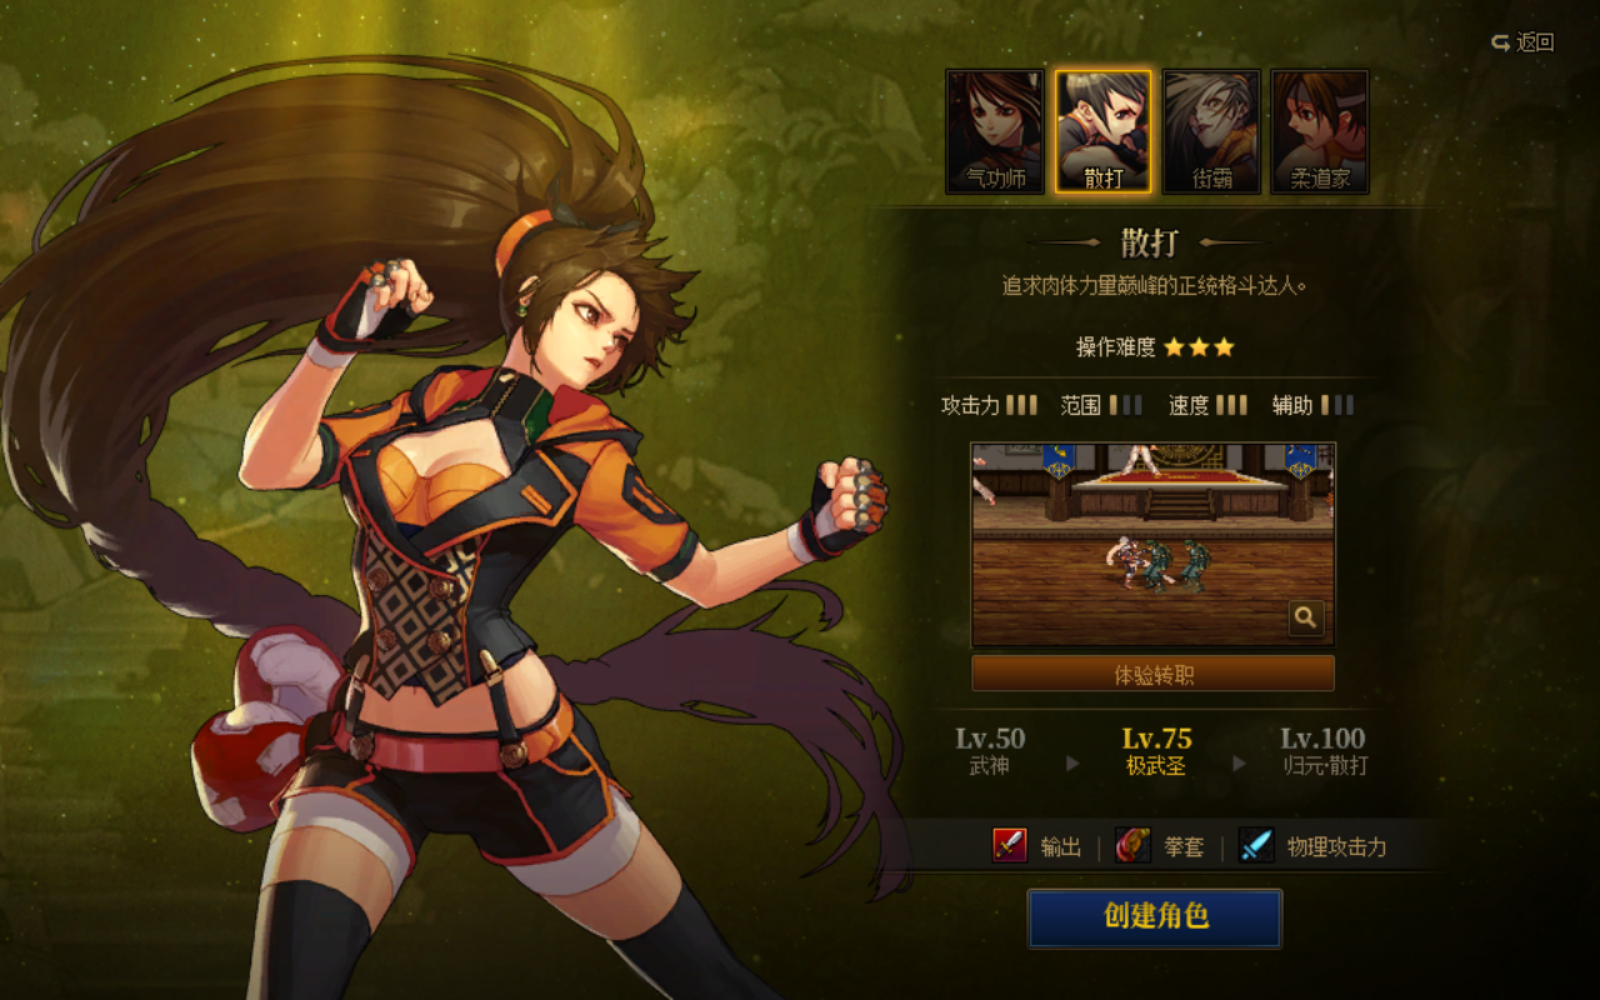 返回
气功师
散打
街霸
柔道家
散打
追求肉体力量巅峰的正统格斗达人。
操作难度
攻击力 范围 速度 辅助
体验转职
Lv.50 Lv.75 Lv.100
武神 极武圣 归元·散打
输出 | 拳套 | 物理攻击力
创建角色